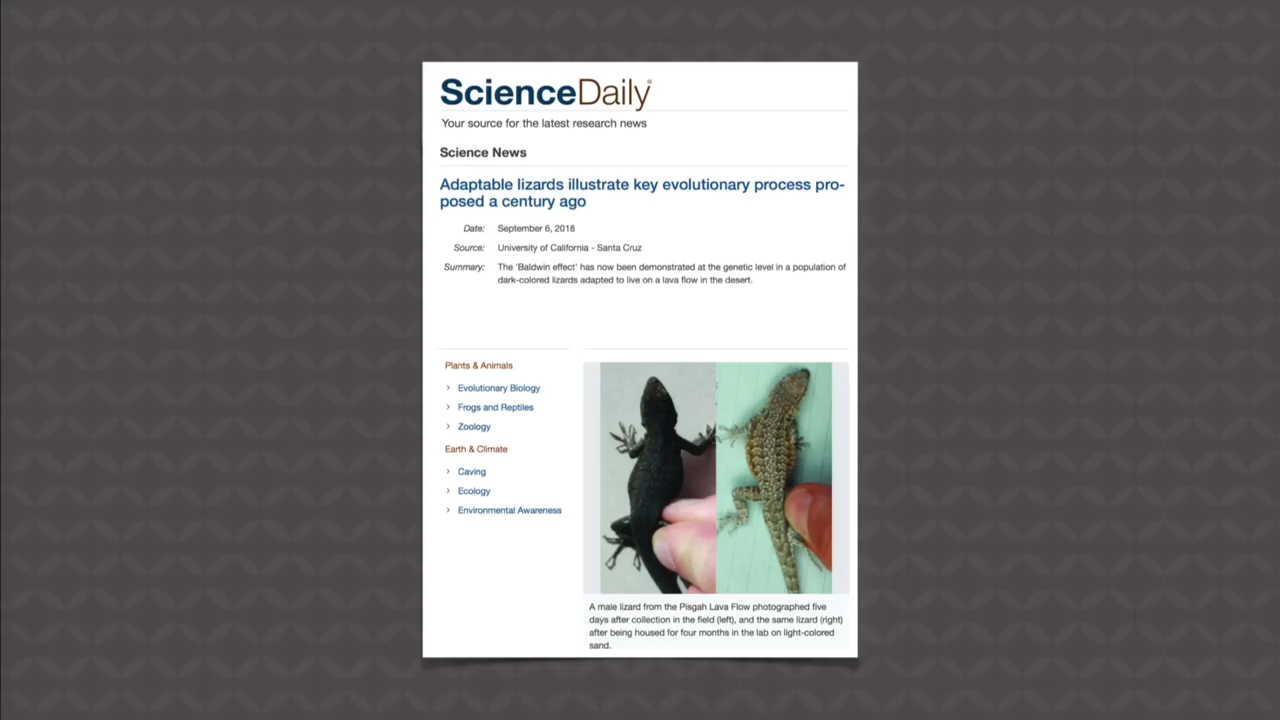 ScienceDaily®
Your source for the latest research news
Science News
Adaptable lizards illustrate key evolutionary process pro-
posed a century ago
Date: September 6, 2018
Source: University of California - Santa Cruz
Summary: The 'Baldwin effect' has now been demonstrated at the genetic level in a population of
dark-colored lizards adapted to live on a lava flow in the desert.
Plants & Animals
> Evolutionary Biology
> Frogs and Reptiles
> Zoology
Earth & Climate
> Caving
> Ecology
> Environmental Awareness
A male lizard from the Pisgah Lava Flow photographed five
days after collection in the field (left), and the same lizard (right)
after being housed for four months in the lab on light-colored
sand.